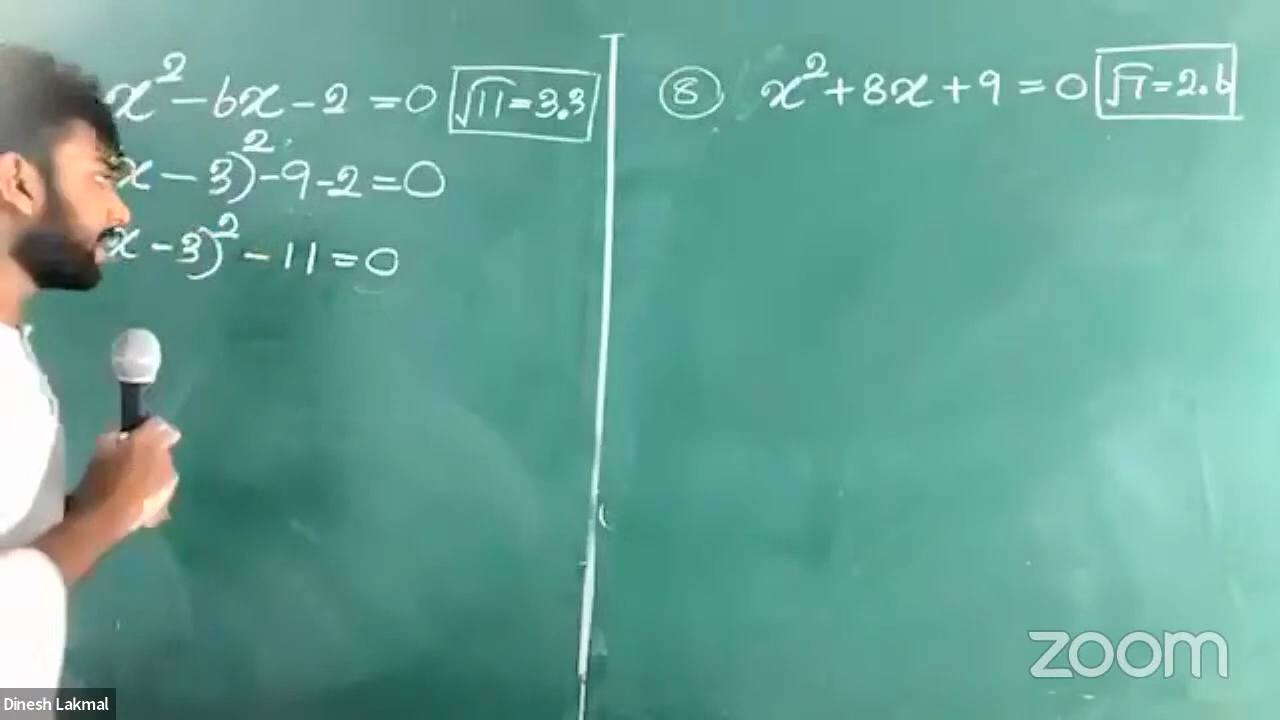 x² - 6x - 2 = 0 √11 = 3.3
x - 3)² - 9 - 2 = 0
x - 3)² - 11 = 0
⑧ x² + 8x + 9 = 0 √7 = 2.6
zoom
Dinesh Lakmal